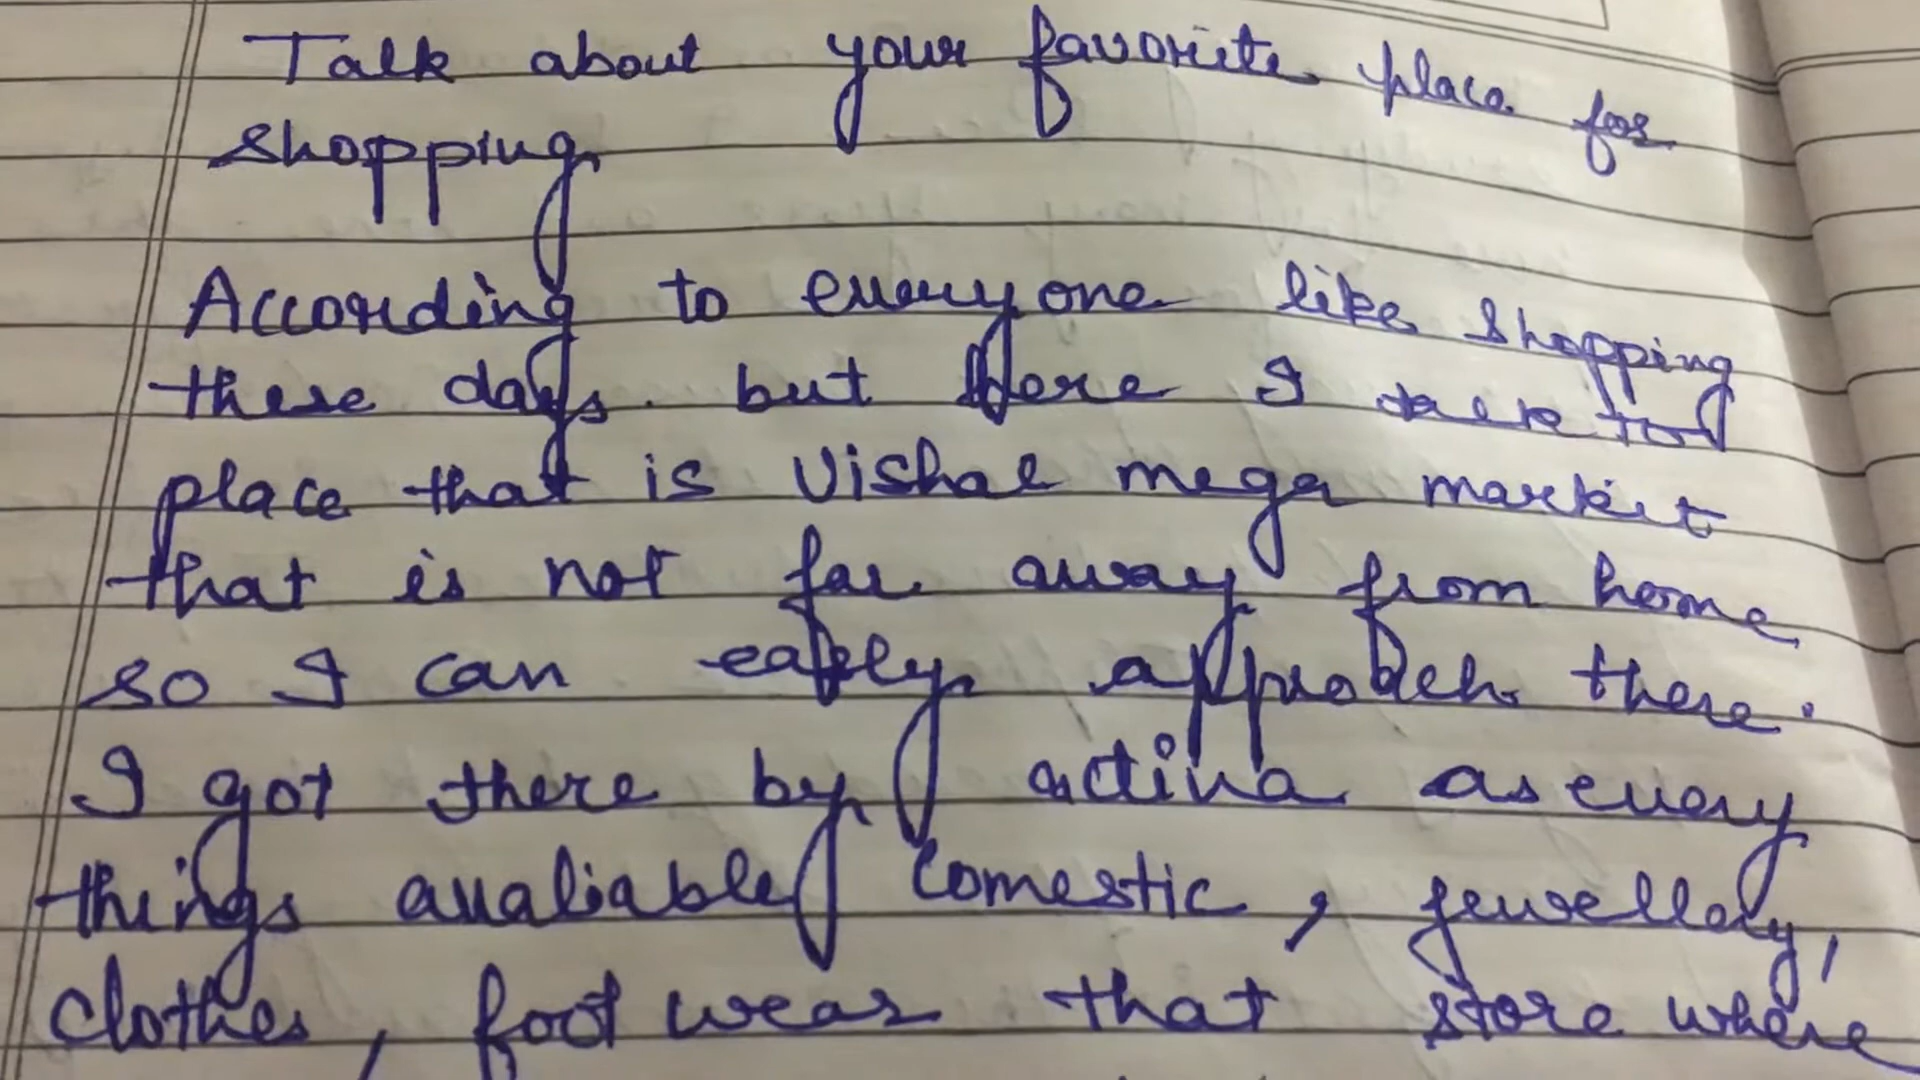 Talk about your favorite place for
shopping
According to everyone like shopping
these days. but here I
place that is Vishal mega market
that is not far away from home
so I can easly approach there.
I got there by activa as every
things avaliable comestic, jewellery,
clothes, foot wear that store where